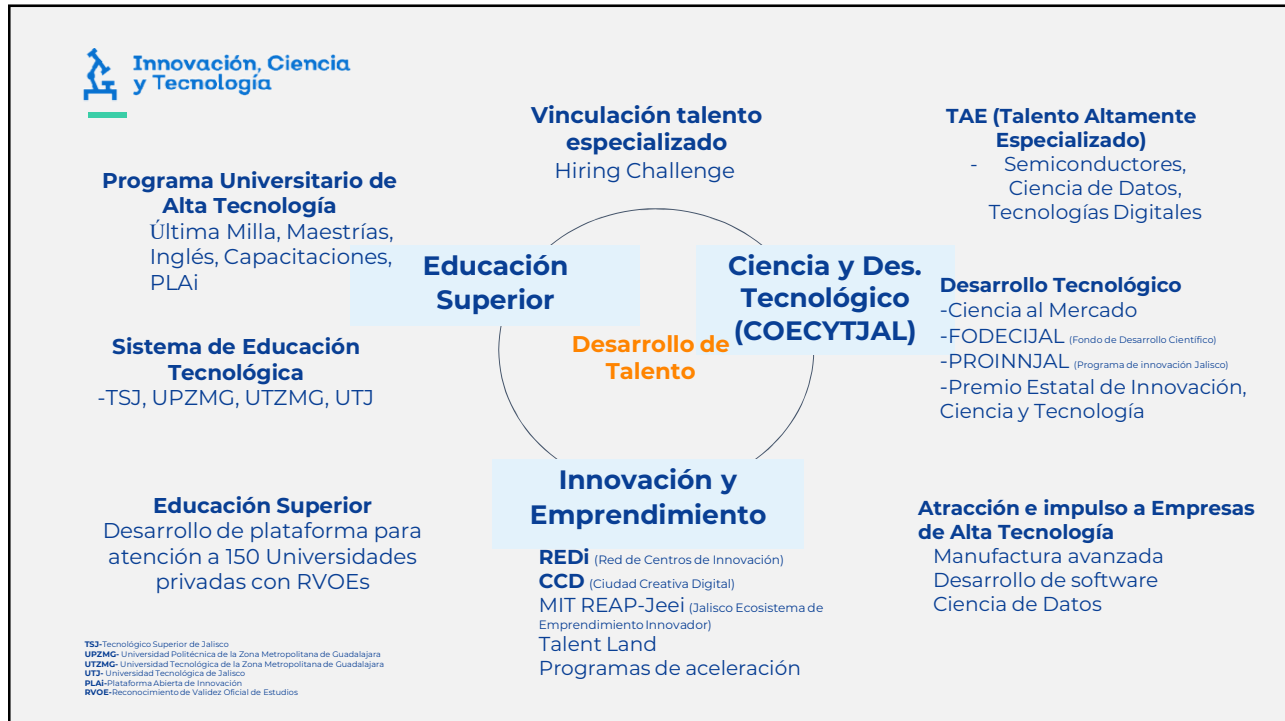 Innovación, Ciencia
y Tecnología
Vinculación talento
especializado
Hiring Challenge
TAE (Talento Altamente
Especializado)
- Semiconductores,
Ciencia de Datos,
Tecnologías Digitales
Programa Universitario de
Alta Tecnología
Última Milla, Maestrías,
Inglés, Capacitaciones,
PLAi
Educación
Superior
Ciencia y Des.
Tecnológico
(COECYTJAL)
Desarrollo Tecnológico
-Ciencia al Mercado
-FODECIJAL (Fondo de Desarrollo Científico)
-PROINNJAL (Programa de innovación Jalisco)
-Premio Estatal de Innovación,
Ciencia y Tecnología
Desarrollo de
Talento
Sistema de Educación
Tecnológica
-TSJ, UPZMG, UTZMG, UTJ
Innovación y
Emprendimiento
REDi (Red de Centros de Innovación)
CCD (Ciudad Creativa Digital)
MIT REAP-Jeei (Jalisco Ecosistema de
Emprendimiento Innovador)
Talent Land
Programas de aceleración
Educación Superior
Desarrollo de plataforma para
atención a 150 Universidades
privadas con RVOEs
Atracción e impulso a Empresas
de Alta Tecnología
Manufactura avanzada
Desarrollo de software
Ciencia de Datos
TSJ-Tecnológico Superior de Jalisco
UPZMG- Universidad Politécnica de la Zona Metropolitana de Guadalajara
UTZMG- Universidad Tecnológica de la Zona Metropolitana de Guadalajara
UTJ- Universidad Tecnológica de Jalisco
PLAi-Plataforma Abierta de Innovación
RVOE-Reconocimiento de Validez Oficial de Estudios